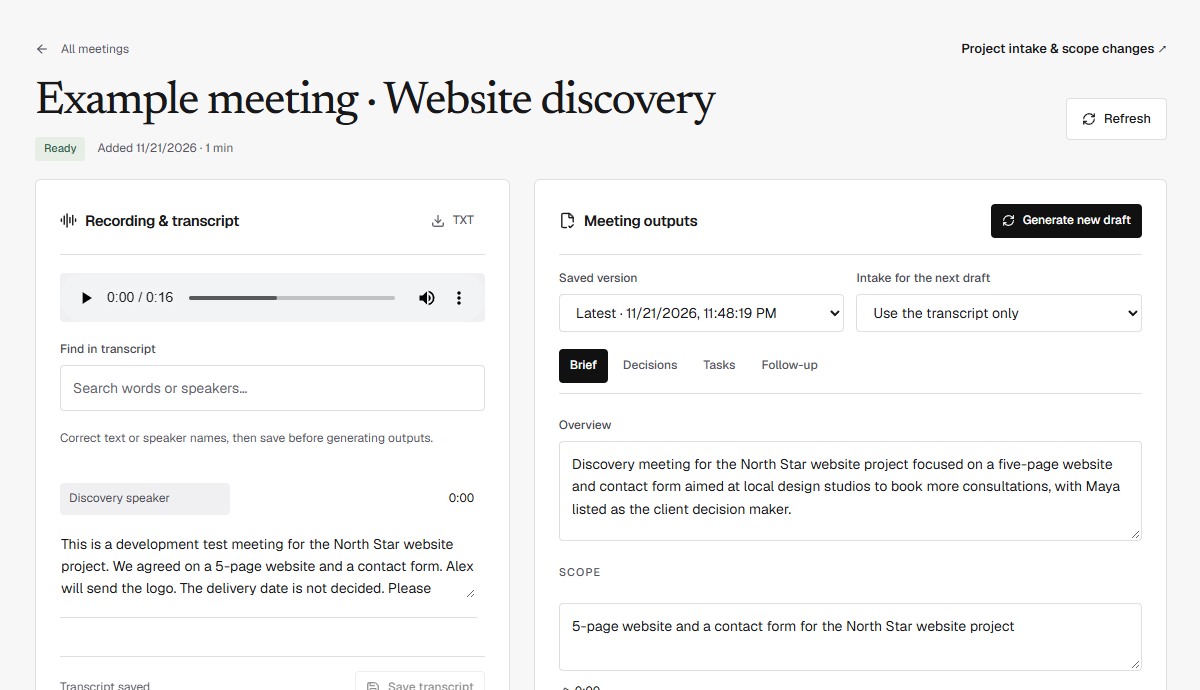 All meetings
Project intake & scope changes ↗
Example meeting · Website discovery
Refresh
Ready
Added 11/21/2026 · 1 min
Recording & transcript
TXT
0:00 / 0:16
Find in transcript
Search words or speakers...
Correct text or speaker names, then save before generating outputs.
Discovery speaker
0:00
This is a development test meeting for the North Star website
project. We agreed on a 5-page website and a contact form. Alex
will send the logo. The delivery date is not decided. Please
Transcript saved
Save transcript
Meeting outputs
Generate new draft
Saved version
Intake for the next draft
Latest · 11/21/2026, 11:48:19 PM
Use the transcript only
Brief
Decisions
Tasks
Follow-up
Overview
Discovery meeting for the North Star website project focused on a five-page website
and contact form aimed at local design studios to book more consultations, with Maya
listed as the client decision maker.
SCOPE
5-page website and a contact form for the North Star website project
0:00